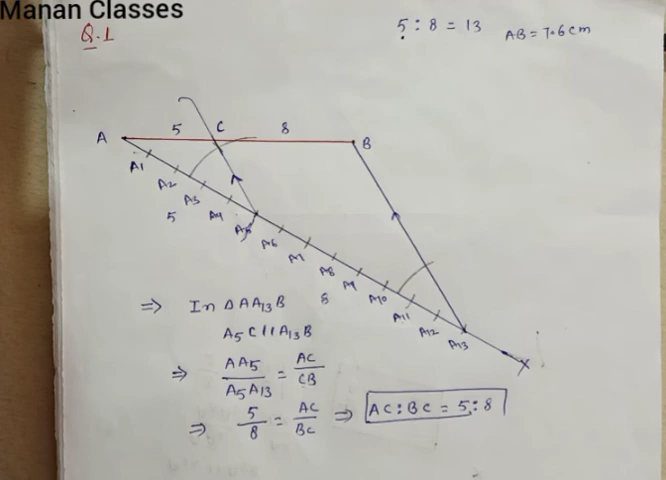 Manan Classes
Q.1
5 : 8 = 13 AB = 7.6 cm
A 5 C 8 B
A1
A2
A3
A4
5
A5
A6
A7
A8
A9
8
A10
A11
A12
A13
X
⇒ In △AA13B
A5C || A13B
⇒ AA5/A5A13 = AC/CB
⇒ 5/8 = AC/BC ⇒ AC : BC = 5 : 8